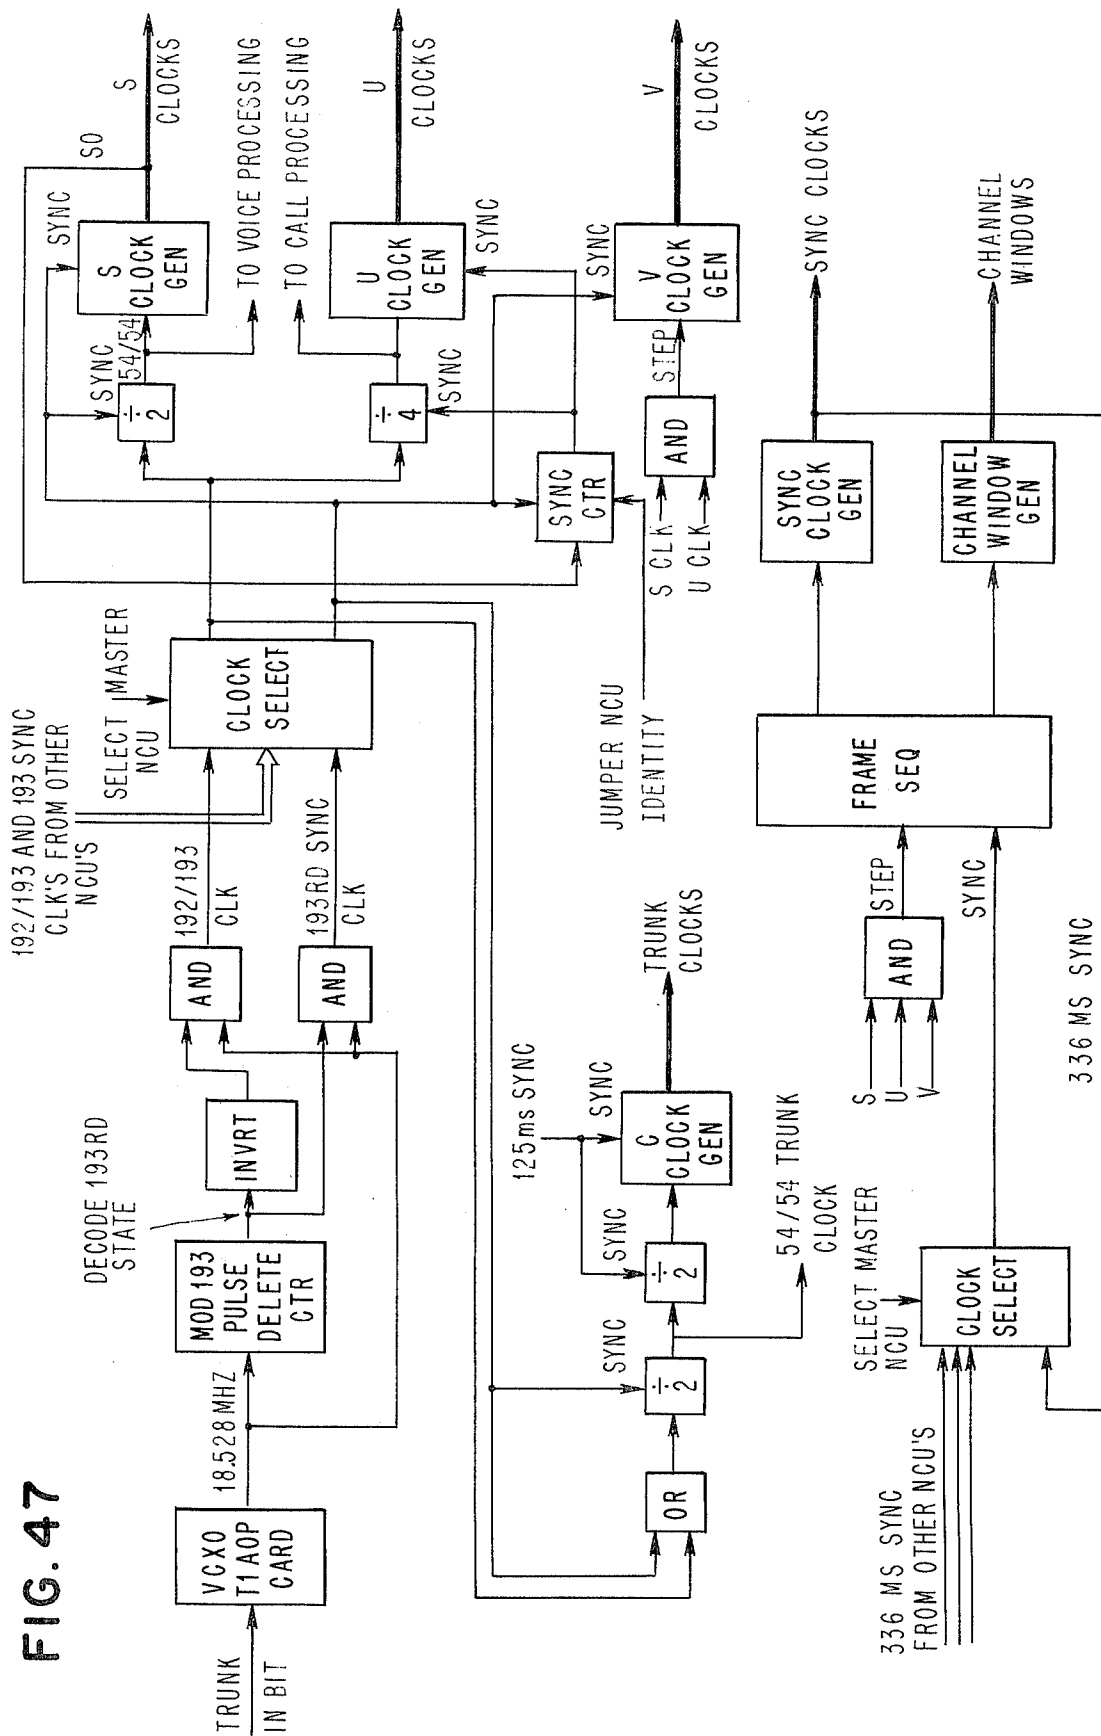 FIG. 47
TRUNK
IN BIT
VCXO
T1AOP
CARD
18.528 MHZ
MOD 193
PULSE
DELETE
CTR
DECODE 193RD
STATE
INVRT
AND
192/193
CLK
AND
193RD SYNC
CLK
192/193 AND 193 SYNC
CLK'S FROM OTHER
NCU'S
SELECT MASTER
NCU
CLOCK
SELECT
SYNC
÷
2
54/54
SYNC
S
CLOCK
GEN
SO
S
CLOCKS
TO VOICE PROCESSING
TO CALL PROCESSING
÷
4
SYNC
U
CLOCK
GEN
SYNC
U
CLOCKS
SYNC
CTR
JUMPER NCU
IDENTITY
S CLK
U CLK
AND
STEP
SYNC
V
CLOCK
GEN
V
CLOCKS
OR
SYNC
÷
2
SYNC
÷
2
54/54 TRUNK
CLOCK
125ms SYNC
SYNC
C
CLOCK
GEN
TRUNK
CLOCKS
336 MS SYNC
FROM OTHER NCU'S
SELECT MASTER
NCU
CLOCK
SELECT
S
U
V
AND
STEP
SYNC
FRAME
SEQ
SYNC
CLOCK
GEN
SYNC CLOCKS
CHANNEL
WINDOW
GEN
CHANNEL
WINDOWS
336 MS SYNC